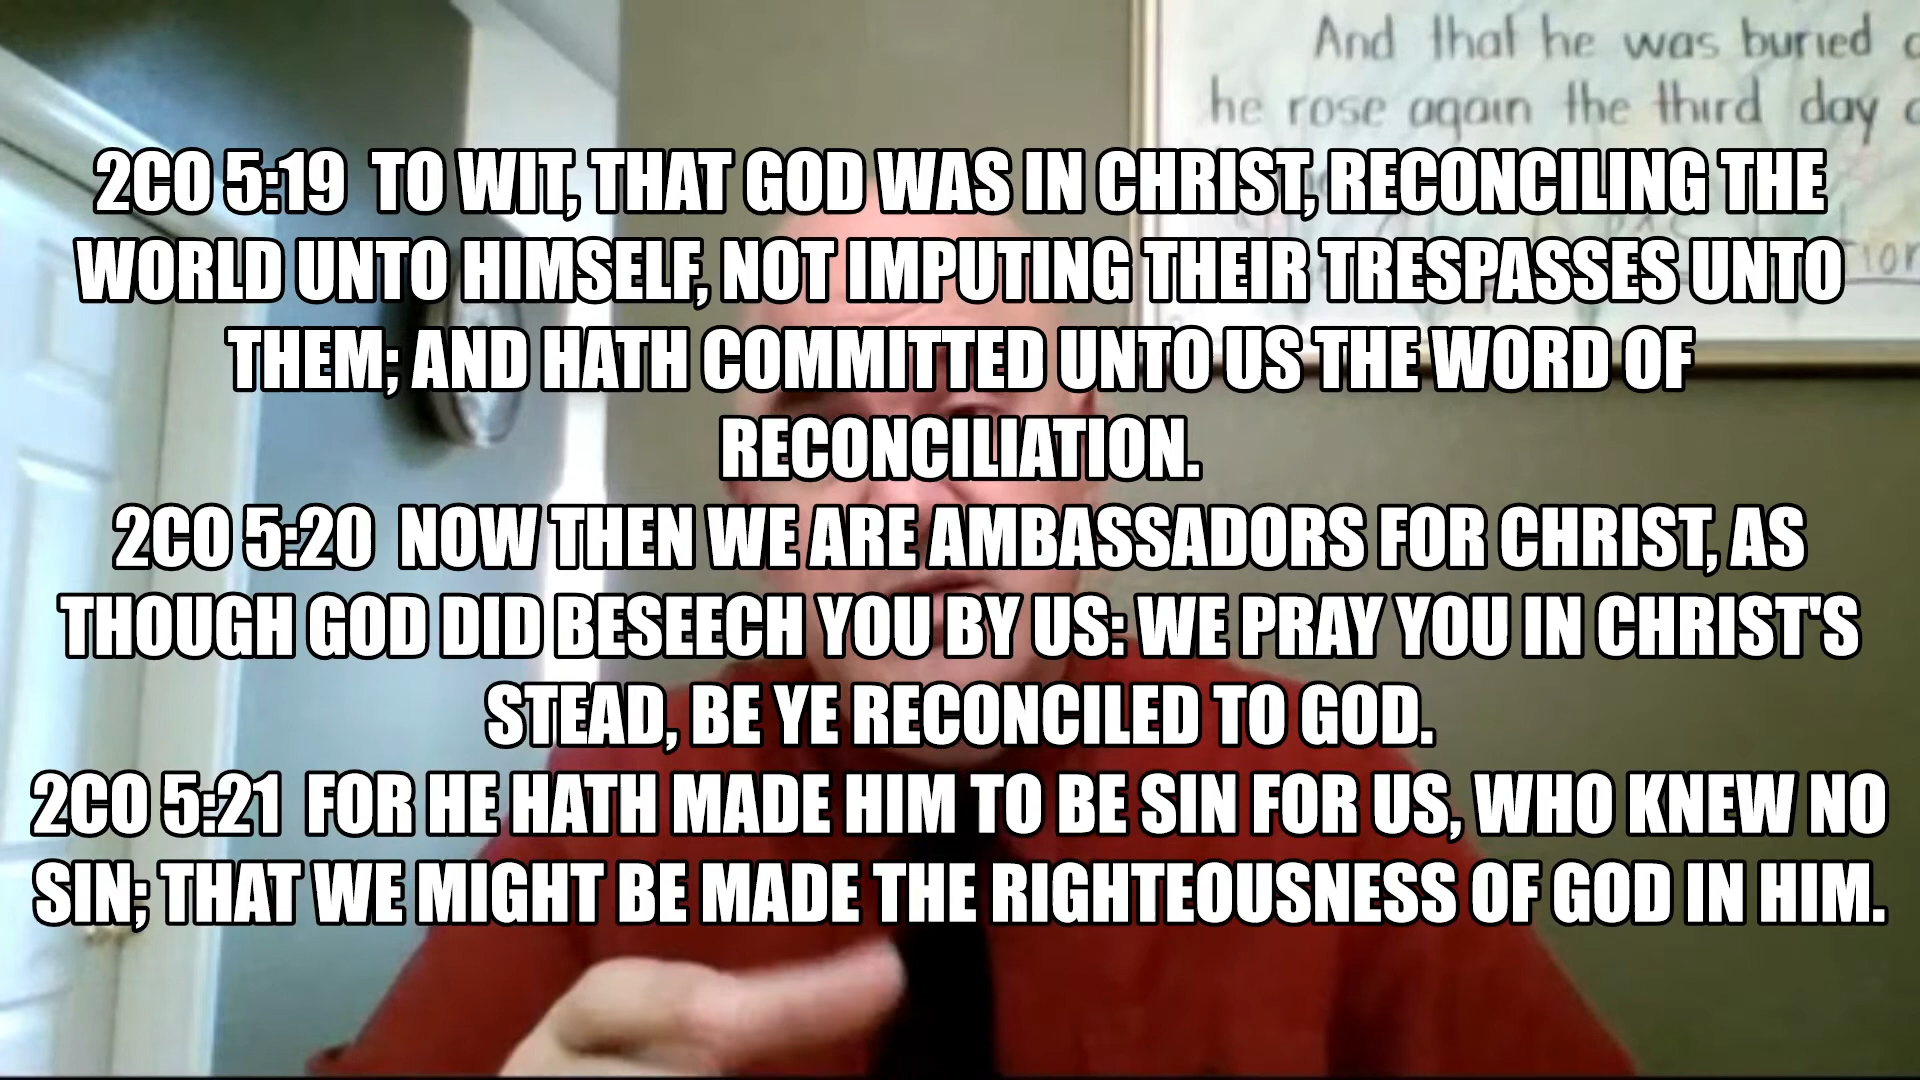 And that he was buried
he rose again the third day
2CO 5:19  TO WIT, THAT GOD WAS IN CHRIST, RECONCILING THE
WORLD UNTO HIMSELF, NOT IMPUTING THEIR TRESPASSES UNTO
THEM; AND HATH COMMITTED UNTO US THE WORD OF
RECONCILIATION.
2CO 5:20  NOW THEN WE ARE AMBASSADORS FOR CHRIST, AS
THOUGH GOD DID BESEECH YOU BY US: WE PRAY YOU IN CHRIST'S
STEAD, BE YE RECONCILED TO GOD.
2CO 5:21  FOR HE HATH MADE HIM TO BE SIN FOR US, WHO KNEW NO
SIN; THAT WE MIGHT BE MADE THE RIGHTEOUSNESS OF GOD IN HIM.